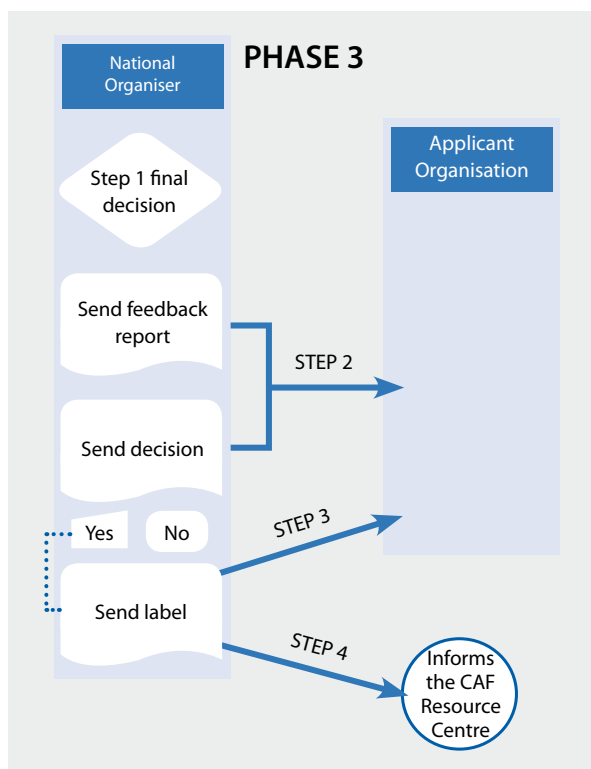 PHASE 3
National
Organiser
Applicant
Organisation
Step 1 final
decision
Send feedback
report
STEP 2
Send decision
Yes
No
STEP 3
Send label
STEP 4
Informs
the CAF
Resource
Centre